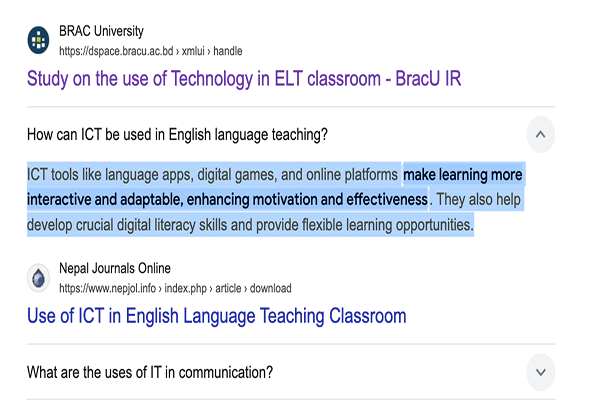 BRAC University
https://dspace.bracu.ac.bd › xmlui › handle
Study on the use of Technology in ELT classroom - BracU IR
How can ICT be used in English language teaching?
ICT tools like language apps, digital games, and online platforms make learning more
interactive and adaptable, enhancing motivation and effectiveness. They also help
develop crucial digital literacy skills and provide flexible learning opportunities.
Nepal Journals Online
https://www.nepjol.info › index.php › article › download
Use of ICT in English Language Teaching Classroom
What are the uses of IT in communication?